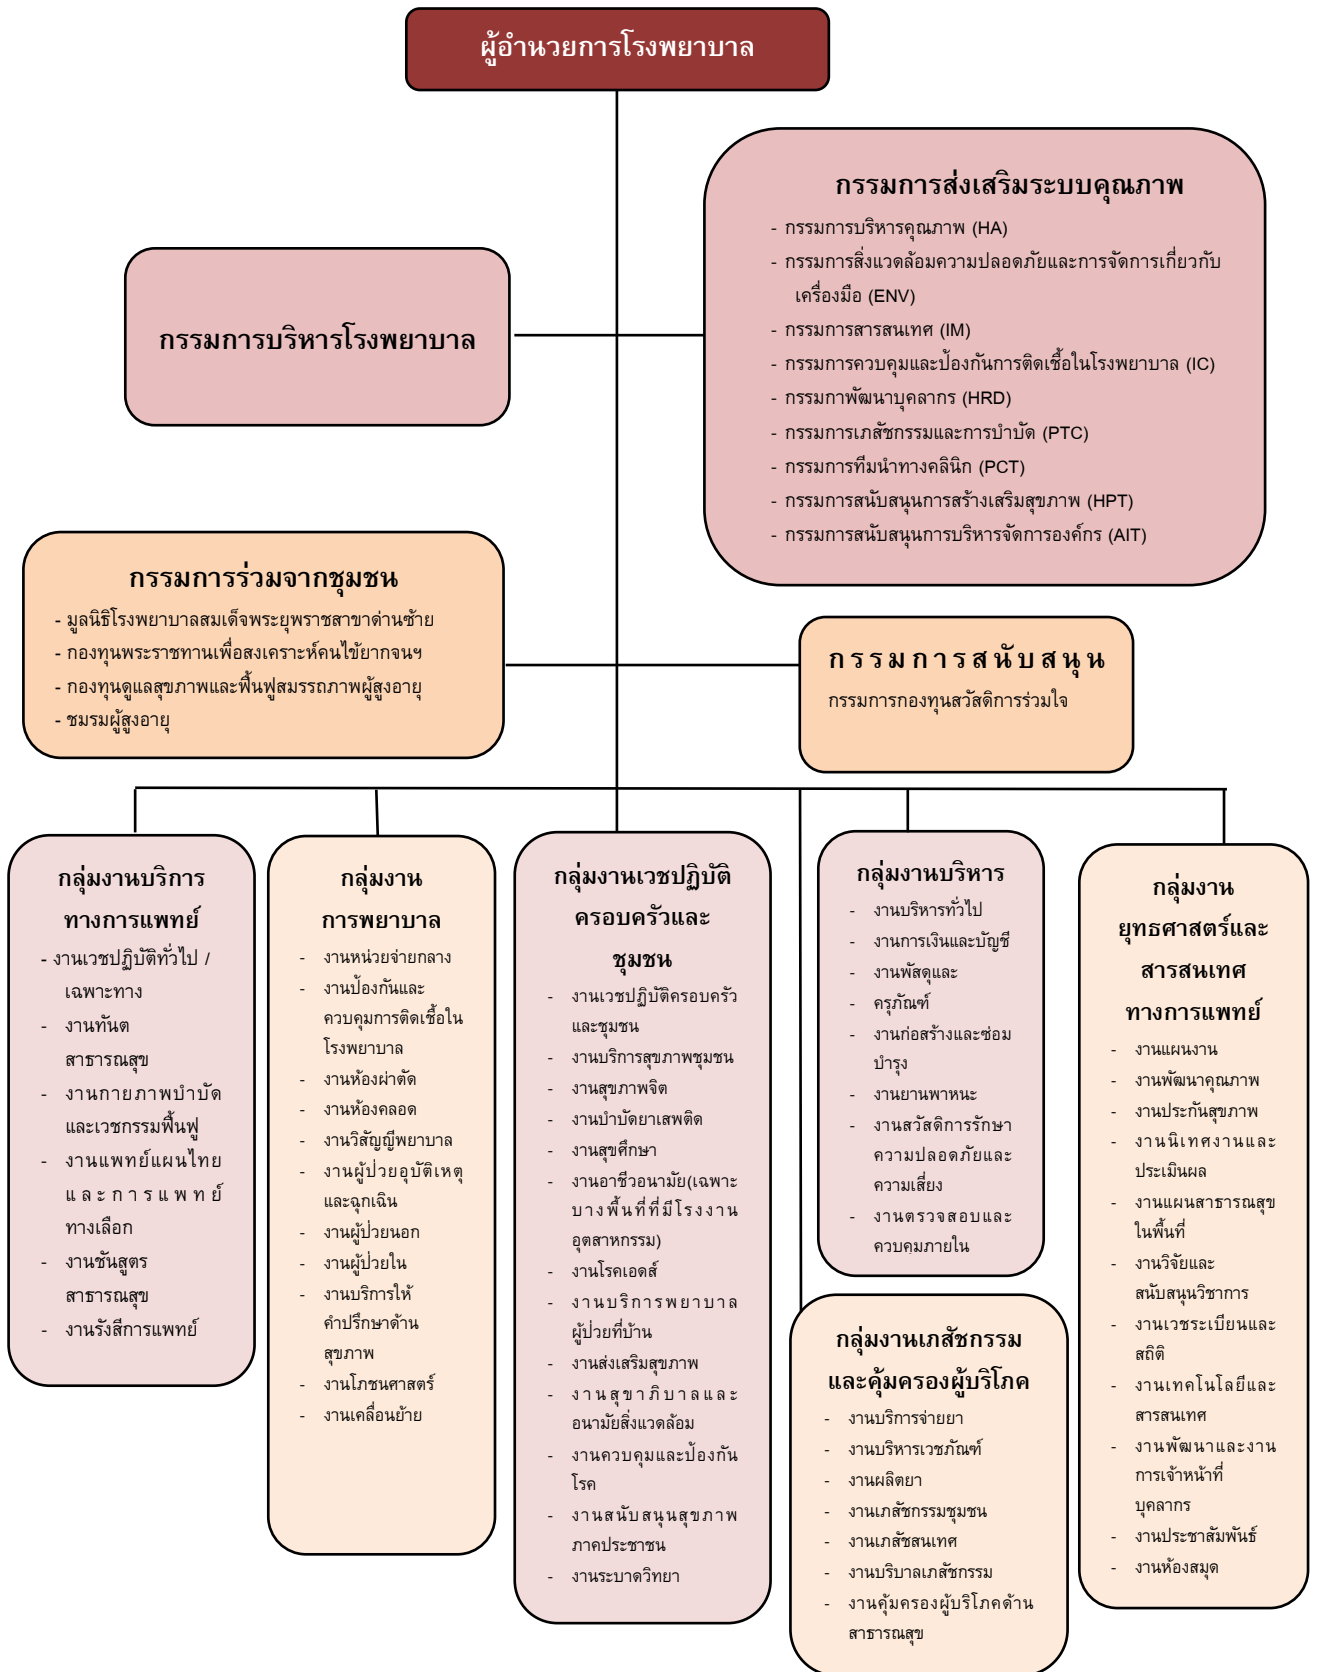 ผู้อำนวยการโรงพยาบาล
กรรมการส่งเสริมระบบคุณภาพ
- กรรมการบริหารคุณภาพ (HA)
- กรรมการสิ่งแวดล้อมความปลอดภัยและการจัดการเกี่ยวกับ
เครื่องมือ (ENV)
- กรรมการสารสนเทศ (IM)
- กรรมการควบคุมและป้องกันการติดเชื้อในโรงพยาบาล (IC)
- กรรมกาพัฒนาบุคลากร (HRD)
- กรรมการเภสัชกรรมและการบำบัด (PTC)
- กรรมการทีมนำทางคลินิก (PCT)
- กรรมการสนับสนุนการสร้างเสริมสุขภาพ (HPT)
- กรรมการสนับสนุนการบริหารจัดการองค์กร (AIT)
กรรมการบริหารโรงพยาบาล
กรรมการร่วมจากชุมชน
- มูลนิธิโรงพยาบาลสมเด็จพระยุพราชสาขาด่านซ้าย
- กองทุนพระราชทานเพื่อสงเคราะห์คนไข้ยากจนฯ
- กองทุนดูแลสุขภาพและฟื้นฟูสมรรถภาพผู้สูงอายุ
- ชมรมผู้สูงอายุ
กรรมการสนับสนุน
กรรมการกองทุนสวัสดิการร่วมใจ
กลุ่มงานบริการ
ทางการแพทย์
- งานเวชปฏิบัติทั่วไป /
เฉพาะทาง
- งานทันต
สาธารณสุข
- งานกายภาพบำบัด
และเวชกรรมฟื้นฟู
- งานแพทย์แผนไทย
และการแพทย์
ทางเลือก
- งานชันสูตร
สาธารณสุข
- งานรังสีการแพทย์
กลุ่มงาน
การพยาบาล
- งานหน่วยจ่ายกลาง
- งานป้องกันและ
ควบคุมการติดเชื้อใน
โรงพยาบาล
- งานห้องผ่าตัด
- งานห้องคลอด
- งานวิสัญญีพยาบาล
- งานผู้ป่วยอุบัติเหตุ
และฉุกเฉิน
- งานผู้ป่วยนอก
- งานผู้ป่วยใน
- งานบริการให้
คำปรึกษาด้าน
สุขภาพ
- งานโภชนศาสตร์
- งานเคลื่อนย้าย
กลุ่มงานเวชปฏิบัติ
ครอบครัวและ
ชุมชน
- งานเวชปฏิบัติครอบครัว
และชุมชน
- งานบริการสุขภาพชุมชน
- งานสุขภาพจิต
- งานบำบัดยาเสพติด
- งานสุขศึกษา
- งานอาชีวอนามัย(เฉพาะ
บางพื้นที่ที่มีโรงงาน
อุตสาหกรรม)
- งานโรคเอดส์
- งานบริการพยาบาล
ผู้ป่วยที่บ้าน
- งานส่งเสริมสุขภาพ
- งานสุขาภิบาลและ
อนามัยสิ่งแวดล้อม
- งานควบคุมและป้องกัน
โรค
- งานสนับสนุนสุขภาพ
ภาคประชาชน
- งานระบาดวิทยา
กลุ่มงานบริหาร
- งานบริหารทั่วไป
- งานการเงินและบัญชี
- งานพัสดุและ
- ครุภัณฑ์
- งานก่อสร้างและซ่อม
บำรุง
- งานยานพาหนะ
- งานสวัสดิการรักษา
ความปลอดภัยและ
ความเสี่ยง
- งานตรวจสอบและ
ควบคุมภายใน
กลุ่มงานเภสัชกรรม
และคุ้มครองผู้บริโภค
- งานบริการจ่ายยา
- งานบริหารเวชภัณฑ์
- งานผลิตยา
- งานเภสัชกรรมชุมชน
- งานเภสัชสนเทศ
- งานบริบาลเภสัชกรรม
- งานคุ้มครองผู้บริโภคด้าน
สาธารณสุข
กลุ่มงาน
ยุทธศาสตร์และ
สารสนเทศ
ทางการแพทย์
- งานแผนงาน
- งานพัฒนาคุณภาพ
- งานประกันสุขภาพ
- งานนิเทศงานและ
ประเมินผล
- งานแผนสาธารณสุข
ในพื้นที่
- งานวิจัยและ
สนับสนุนวิชาการ
- งานเวชระเบียนและ
สถิติ
- งานเทคโนโลยีและ
สารสนเทศ
- งานพัฒนาและงาน
การเจ้าหน้าที่
บุคลากร
- งานประชาสัมพันธ์
- งานห้องสมุด